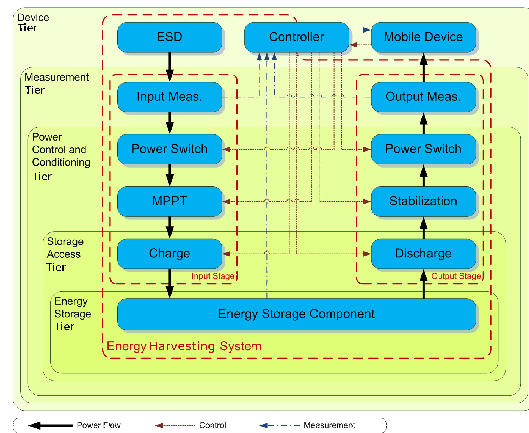 Device
Tier
ESD
Controller
Mobile Device
Measurement
Tier
Input Meas.
Output Meas.
Power
Control and
Conditioning
Tier
Power Switch
Power Switch
MPPT
Stabilization
Storage
Access
Tier
Charge
Discharge
Input Stage
Output Stage
Energy
Storage
Tier
Energy Storage Component
Energy Harvesting System
Power Flow
Control
Measurement